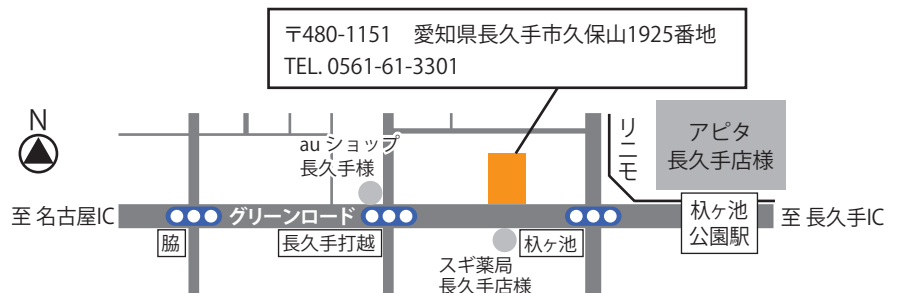 〒480-1151　愛知県長久手市久保山1925番地
TEL. 0561-61-3301
N
au ショップ
長久手様
リニモ
アピタ
長久手店様
至 名古屋IC
グリーンロード
杁ヶ池
公園駅
至 長久手IC
脇
長久手打越
杁ヶ池
スギ薬局
長久手店様